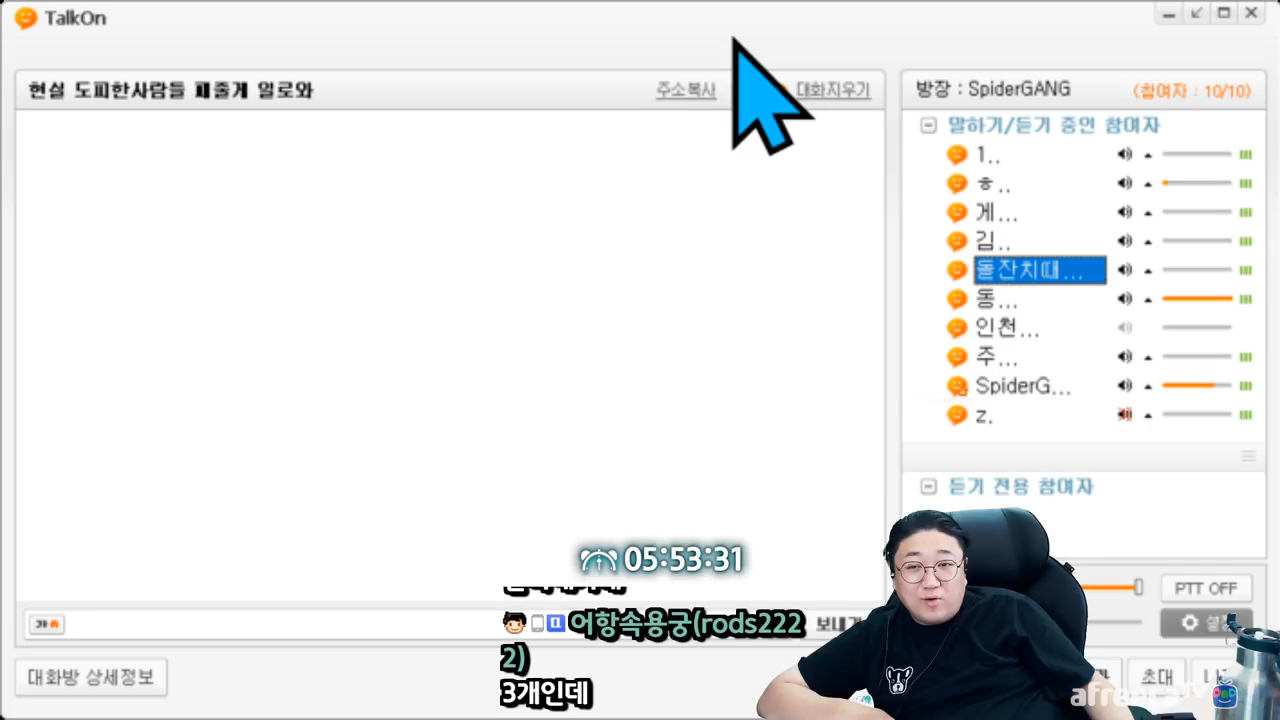 TalkOn
현실 도피한사람들 패줄게 일로와
주소복사
대화지우기
방장 : SpiderGANG
(참여자 : 10/10)
말하기/듣기 중인 참여자
1..
ㅎ..
게...
김..
돌잔치때...
동...
인천...
주...
SpiderG...
z.
듣기 전용 참여자
05:53:31
PTT OFF
가
어항속용궁(rods222
2)
3개인데
보내기
대화방 상세정보
초대
afreeca